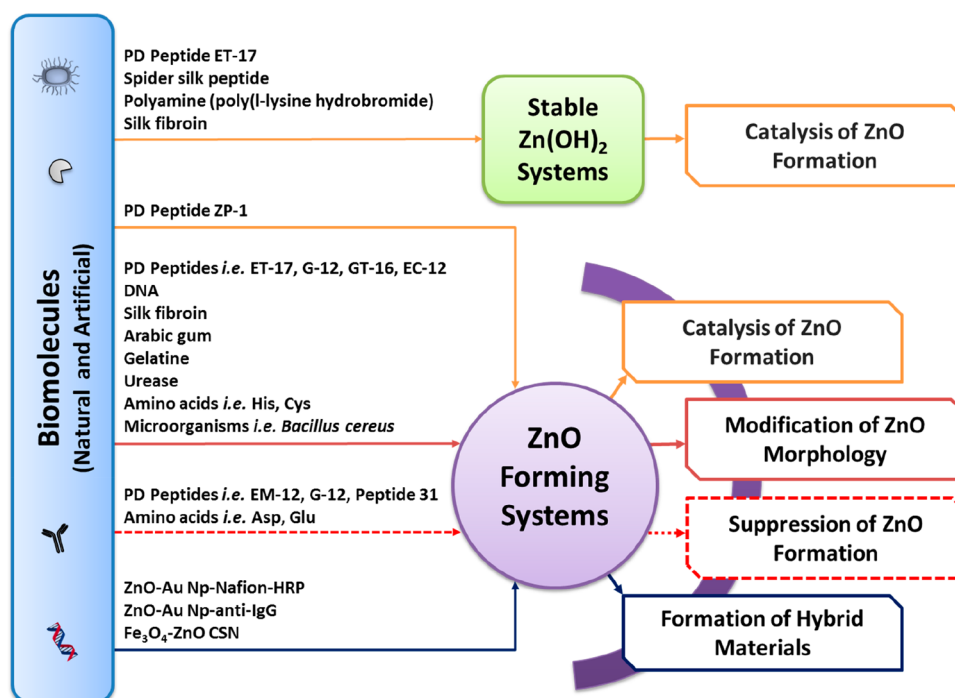 Biomolecules
(Natural and Artificial)
PD Peptide ET-17
Spider silk peptide
Polyamine (poly(l-lysine hydrobromide)
Silk fibroin
Stable
Zn(OH)₂
Systems
Catalysis of ZnO
Formation
PD Peptide ZP-1
PD Peptides i.e. ET-17, G-12, GT-16, EC-12
DNA
Silk fibroin
Arabic gum
Gelatine
Urease
Amino acids i.e. His, Cys
Microorganisms i.e. Bacillus cereus
PD Peptides i.e. EM-12, G-12, Peptide 31
Amino acids i.e. Asp, Glu
ZnO-Au Np-Nafion-HRP
ZnO-Au Np-anti-IgG
Fe₃O₄-ZnO CSN
ZnO
Forming
Systems
Catalysis of ZnO
Formation
Modification of ZnO
Morphology
Suppression of ZnO
Formation
Formation of Hybrid
Materials